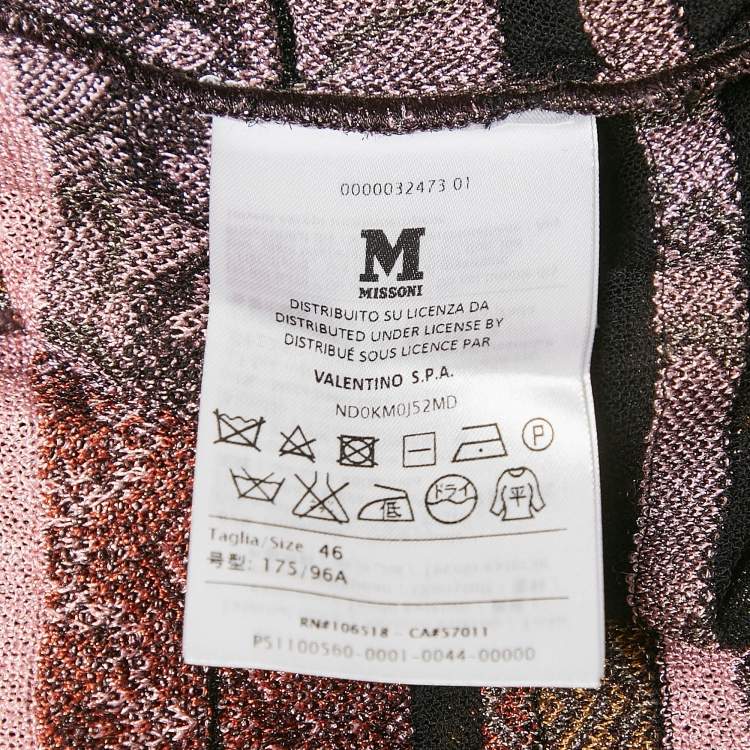 0000032473 01
M
MISSONI
DISTRIBUITO SU LICENZA DA
DISTRIBUTED UNDER LICENSE BY
DISTRIBUÉ SOUS LICENCE PAR
VALENTINO S.P.A.
ND0KM0J52MD
P
低 ドライ 平
Taglia/Size 46
号型: 175/96A
RN#106518 - CA#57011
P51100560-0001-0044-00000